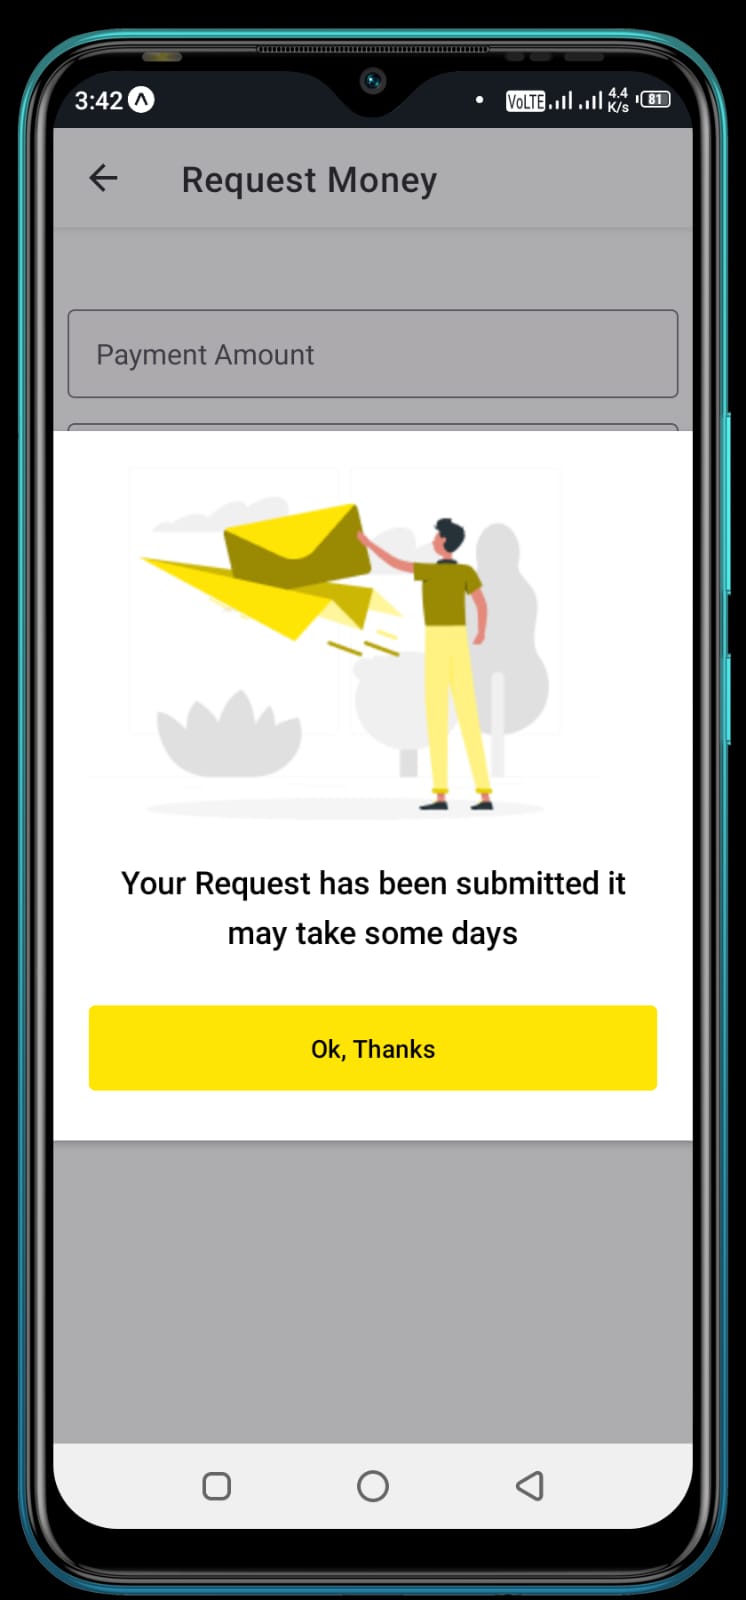 3:42
VoLTE 4.4 K/s 81
Request Money
Payment Amount
Your Request has been submitted it
may take some days
Ok, Thanks